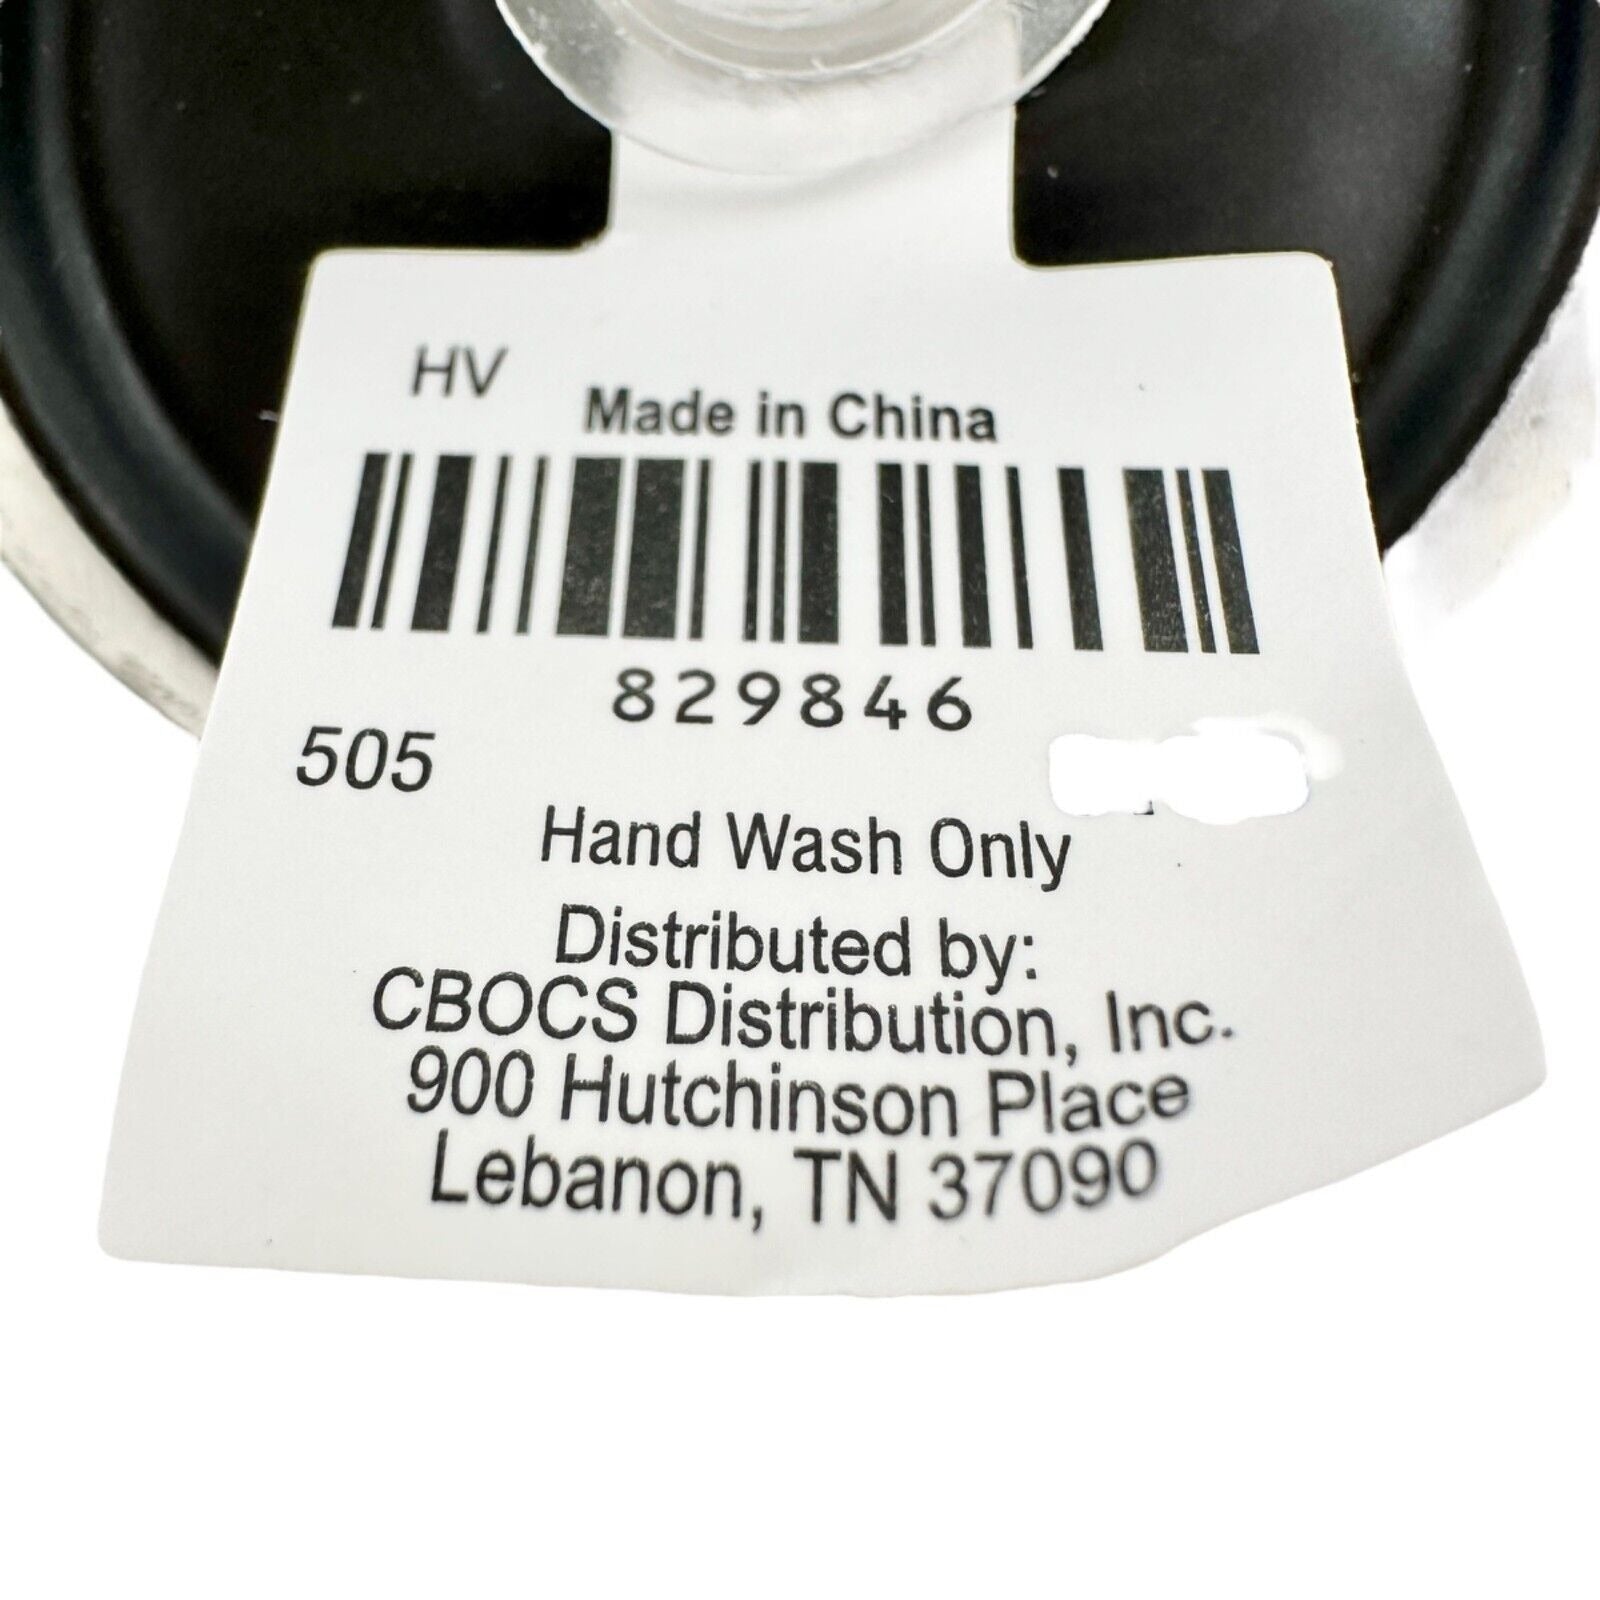 HV
Made in China
829846
505
Hand Wash Only
Distributed by:
CBOCS Distribution, Inc.
900 Hutchinson Place
Lebanon, TN 37090